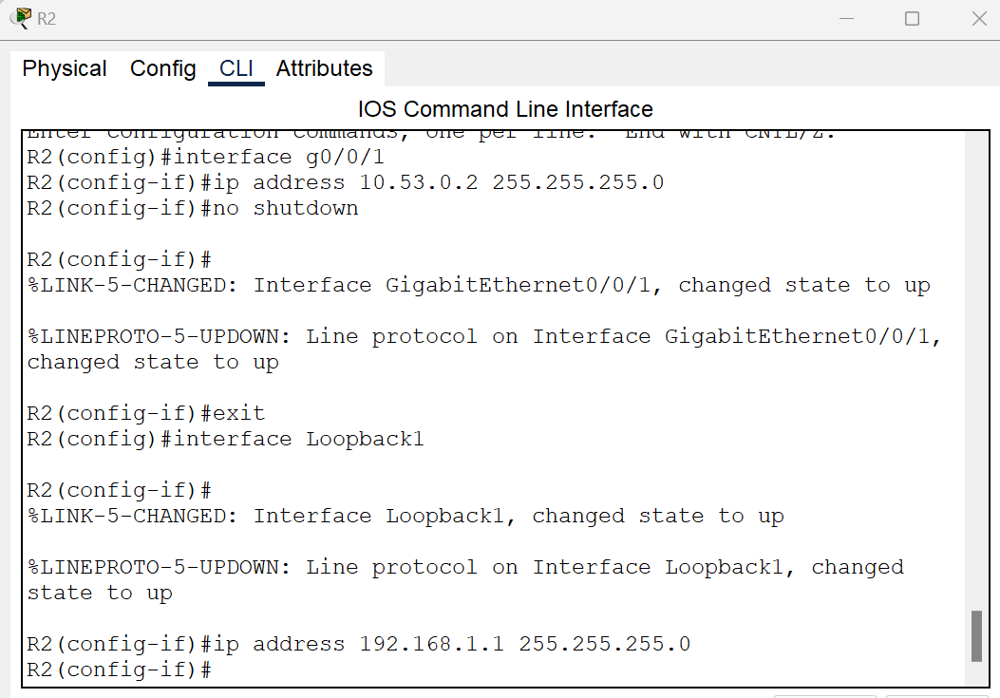 R2
Physical Config CLI Attributes
IOS Command Line Interface
Enter configuration commands, one per line. End with CNTL/Z.
R2(config)#interface g0/0/1
R2(config-if)#ip address 10.53.0.2 255.255.255.0
R2(config-if)#no shutdown
R2(config-if)#
%LINK-5-CHANGED: Interface GigabitEthernet0/0/1, changed state to up
%LINEPROTO-5-UPDOWN: Line protocol on Interface GigabitEthernet0/0/1,
changed state to up
R2(config-if)#exit
R2(config)#interface Loopback1
R2(config-if)#
%LINK-5-CHANGED: Interface Loopback1, changed state to up
%LINEPROTO-5-UPDOWN: Line protocol on Interface Loopback1, changed
state to up
R2(config-if)#ip address 192.168.1.1 255.255.255.0
R2(config-if)#